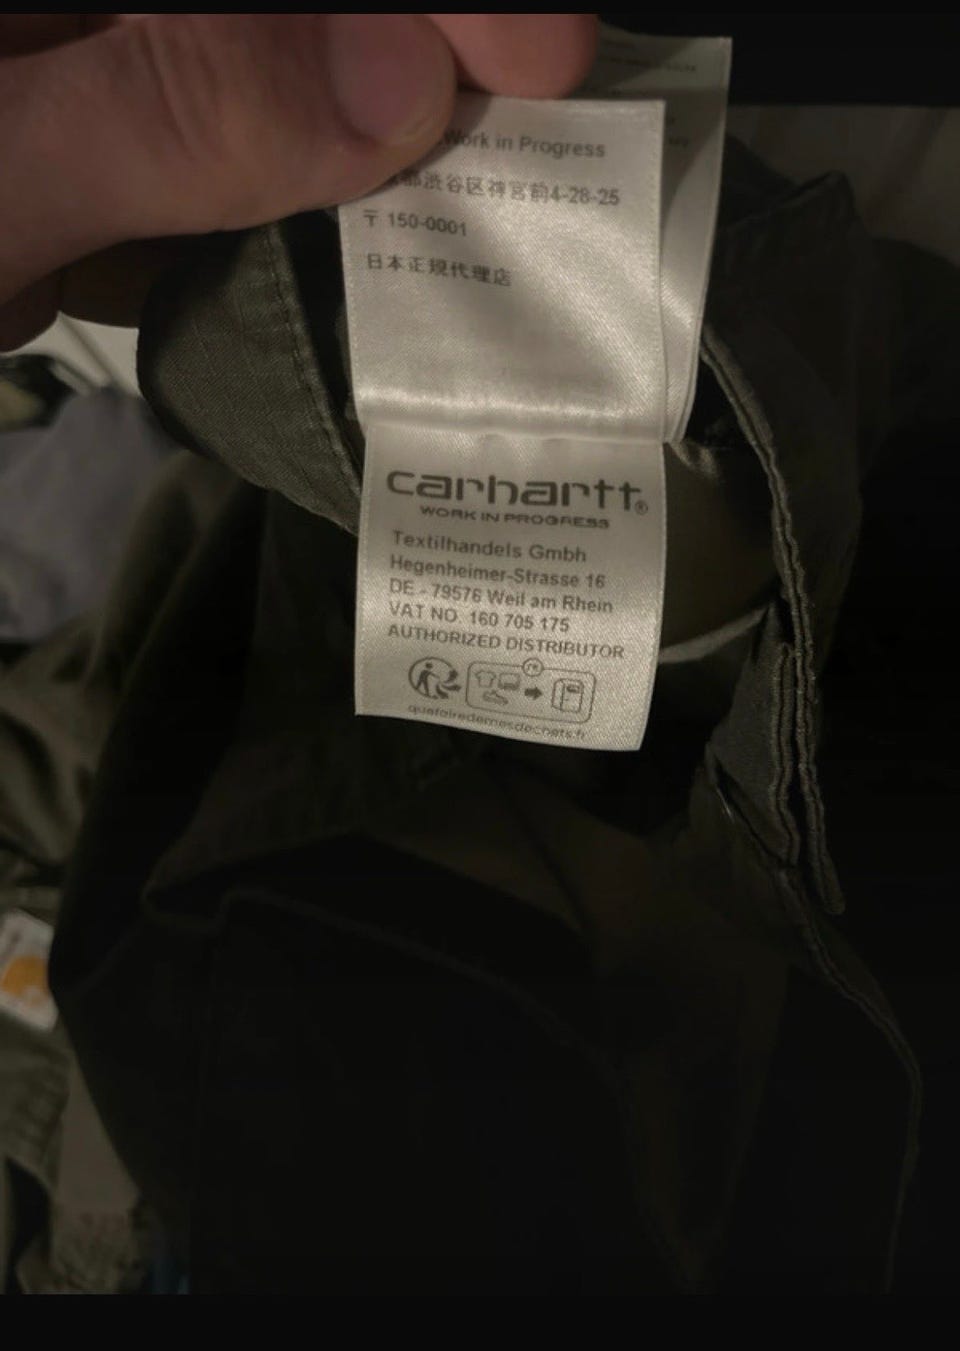 Work in Progress
都渋谷区神宮前4-28-25
〒 150-0001
日本正規代理店
carhartt®
WORK IN PROGRESS
Textilhandels Gmbh
Hegenheimer-Strasse 16
DE - 79576 Weil am Rhein
VAT NO. 160 705 175
AUTHORIZED DISTRIBUTOR
FR
quefairedemesdechets.fr